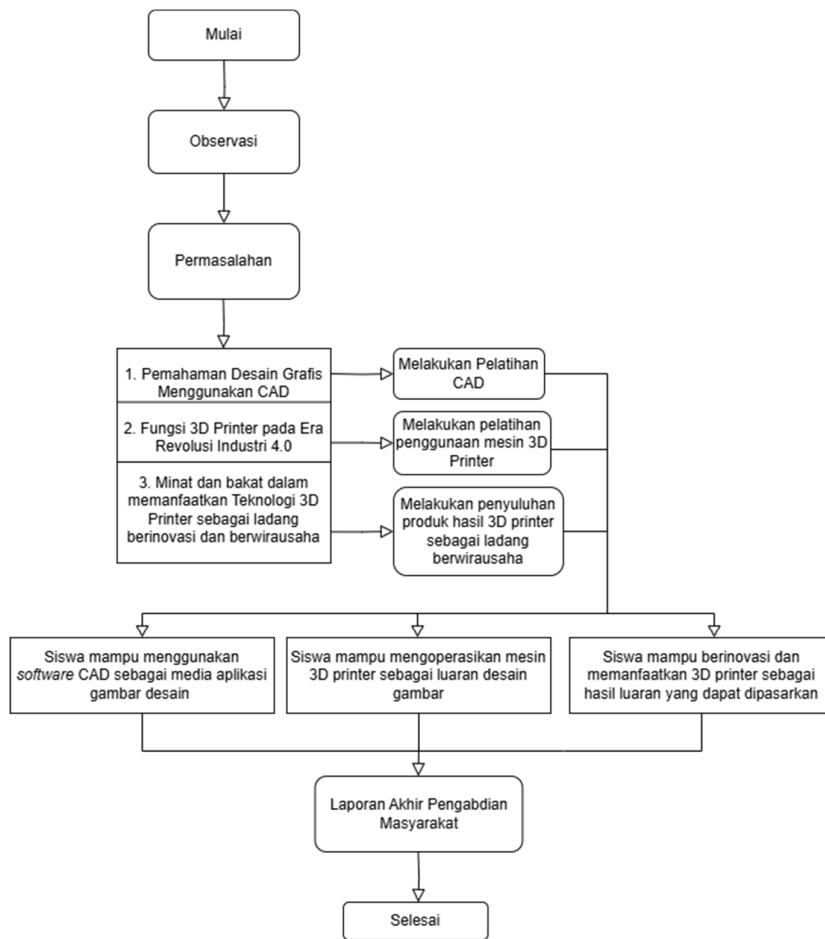 Mulai
Observasi
Permasalahan
1. Pemahaman Desain Grafis
Menggunakan CAD
Melakukan Pelatihan
CAD
2. Fungsi 3D Printer pada Era
Revolusi Industri 4.0
Melakukan pelatihan
penggunaan mesin 3D
Printer
3. Minat dan bakat dalam
memanfaatkan Teknologi 3D
Printer sebagai ladang
berinovasi dan berwirausaha
Melakukan penyuluhan
produk hasil 3D printer
sebagai ladang
berwirausaha
Siswa mampu menggunakan
software CAD sebagai media aplikasi
gambar desain
Siswa mampu mengoperasikan mesin
3D printer sebagai luaran desain
gambar
Siswa mampu berinovasi dan
memanfaatkan 3D printer sebagai
hasil luaran yang dapat dipasarkan
Laporan Akhir Pengabdian
Masyarakat
Selesai